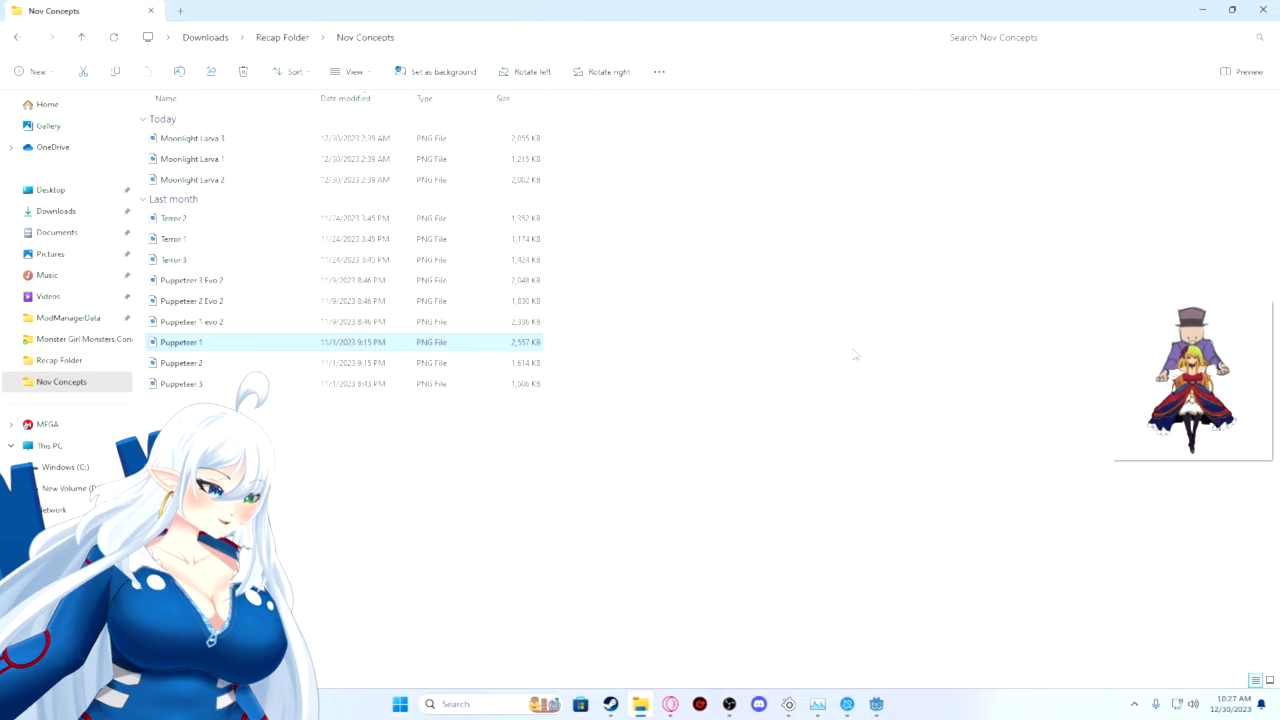 Nov Concepts
Downloads Recap Folder Nov Concepts Search Nov Concepts
New Sort View Set as background Rotate left Rotate right Preview
Name Date modified Type Size
Home
Gallery
OneDrive
Desktop
Downloads
Documents
Pictures
Music
Videos
ModManagerData
Monster Girl Monsters Con
Recap Folder
Nov Concepts
MEGA
This PC
Windows (C:)
New Volume (D
etwork
Today
Moonlight Larva 3 12/30/2023 2:39 AM PNG File 2,055 KB
Moonlight Larva 1 12/30/2023 2:39 AM PNG File 1,215 KB
Moonlight Larva 2 12/30/2023 2:39 AM PNG File 2,002 KB
Last month
Terror 2 11/24/2023 3:45 PM PNG File 1,352 KB
Terror 1 11/24/2023 3:45 PM PNG File 1,174 KB
Terror 3 11/24/2023 3:45 PM PNG File 1,424 KB
Puppeteer 3 Evo 2 11/9/2023 8:46 PM PNG File 2,048 KB
Puppeteer 2 Evo 2 11/9/2023 8:46 PM PNG File 1,830 KB
Puppeteer 1 evo 2 11/9/2023 8:46 PM PNG File 2,336 KB
Puppeteer 1 11/1/2023 9:15 PM PNG File 2,557 KB
Puppeteer 2 11/1/2023 9:15 PM PNG File 1,614 KB
Puppeteer 3 11/1/2023 8:43 PM PNG File 1,506 KB
Search
10:27 AM
12/30/2023